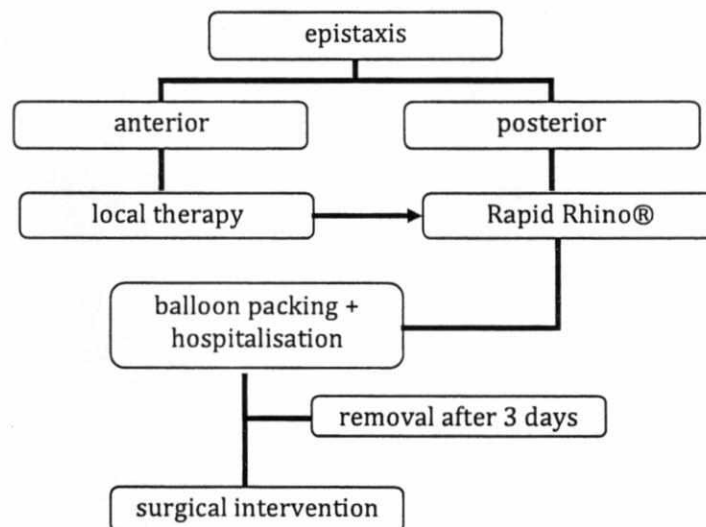 epistaxis
anterior
posterior
local therapy
Rapid Rhino®
balloon packing +
hospitalisation
removal after 3 days
surgical intervention